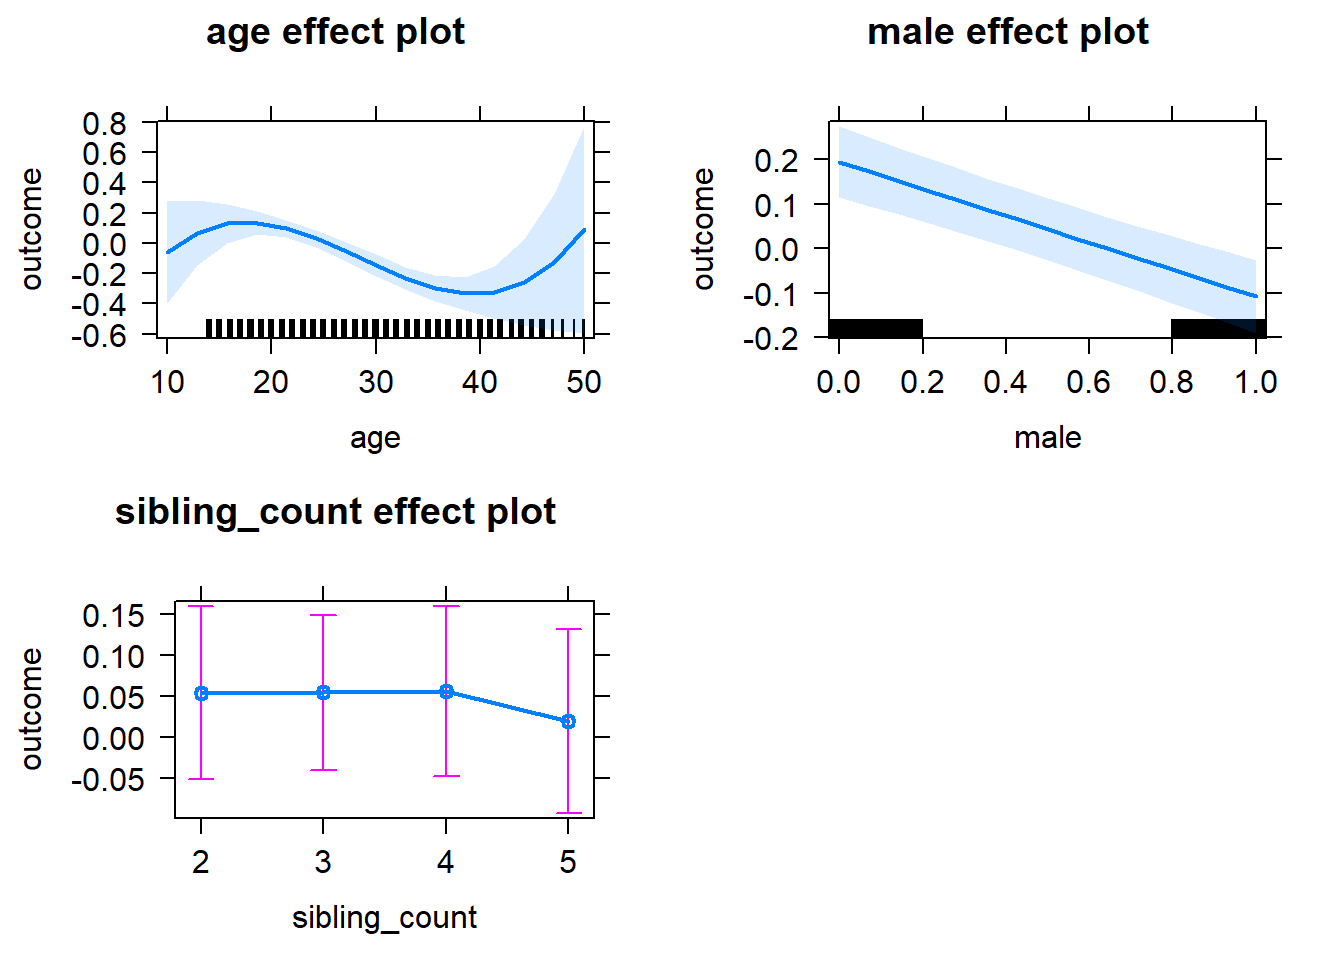 age effect plot
outcome
0.8
0.6
0.4
0.2
0.0
-0.2
-0.4
-0.6
10 20 30 40 50
age
male effect plot
outcome
0.2
0.1
0.0
-0.1
-0.2
0.0 0.2 0.4 0.6 0.8 1.0
male
sibling_count effect plot
outcome
0.15
0.10
0.05
0.00
-0.05
2 3 4 5
sibling_count